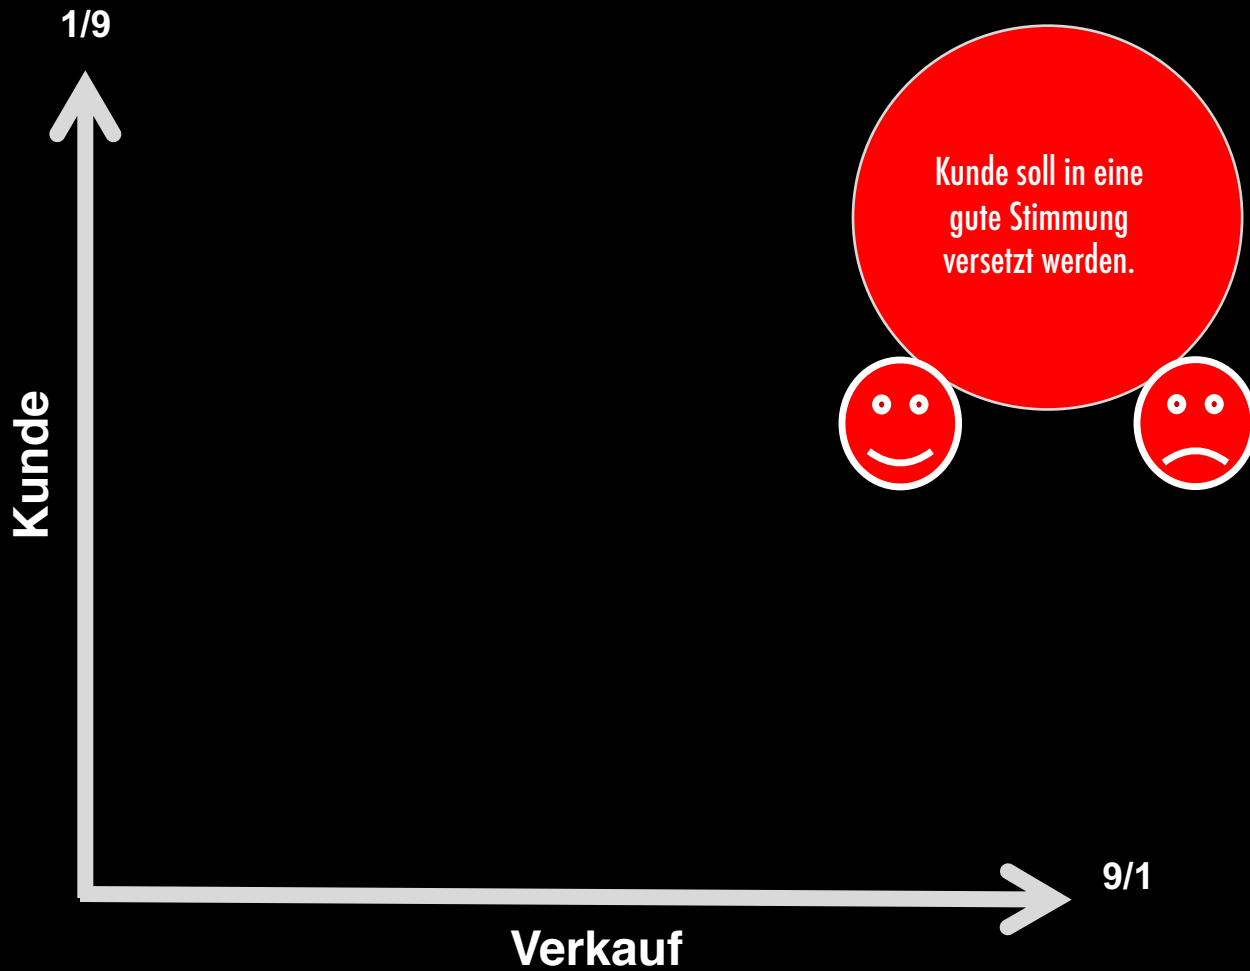 1/9
Kunde soll in eine
gute Stimmung
versetzt werden.
Kunde
9/1
Verkauf